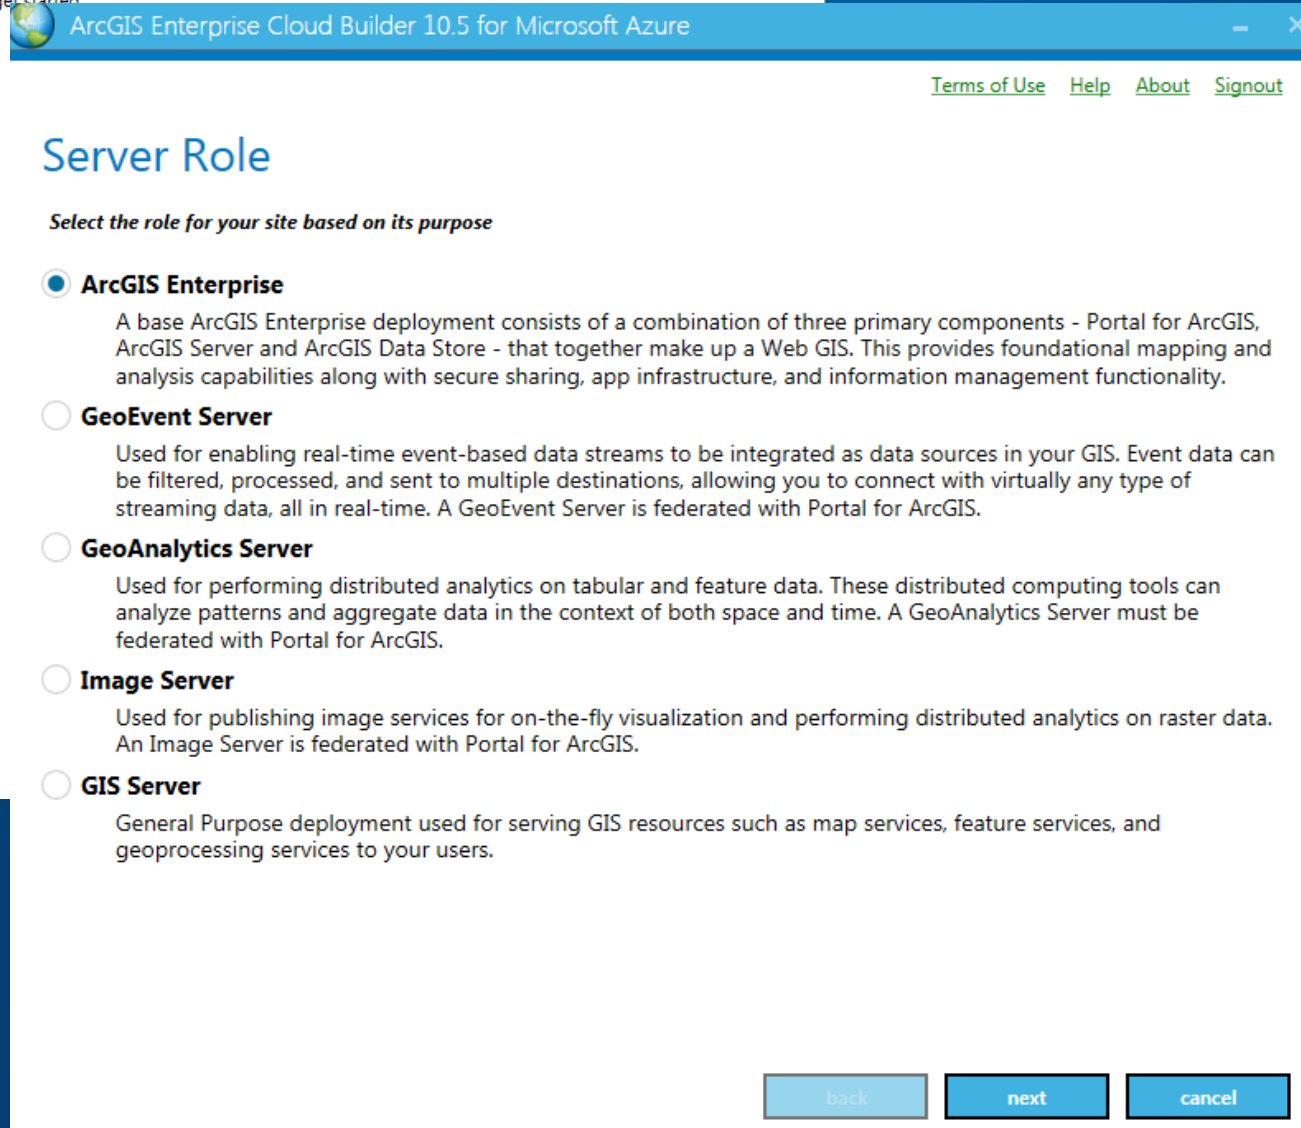 get started
ArcGIS Enterprise Cloud Builder 10.5 for Microsoft Azure
Terms of Use Help About Signout
Server Role
Select the role for your site based on its purpose
ArcGIS Enterprise
A base ArcGIS Enterprise deployment consists of a combination of three primary components - Portal for ArcGIS,
ArcGIS Server and ArcGIS Data Store - that together make up a Web GIS. This provides foundational mapping and
analysis capabilities along with secure sharing, app infrastructure, and information management functionality.
GeoEvent Server
Used for enabling real-time event-based data streams to be integrated as data sources in your GIS. Event data can
be filtered, processed, and sent to multiple destinations, allowing you to connect with virtually any type of
streaming data, all in real-time. A GeoEvent Server is federated with Portal for ArcGIS.
GeoAnalytics Server
Used for performing distributed analytics on tabular and feature data. These distributed computing tools can
analyze patterns and aggregate data in the context of both space and time. A GeoAnalytics Server must be
federated with Portal for ArcGIS.
Image Server
Used for publishing image services for on-the-fly visualization and performing distributed analytics on raster data.
An Image Server is federated with Portal for ArcGIS.
GIS Server
General Purpose deployment used for serving GIS resources such as map services, feature services, and
geoprocessing services to your users.
back next cancel